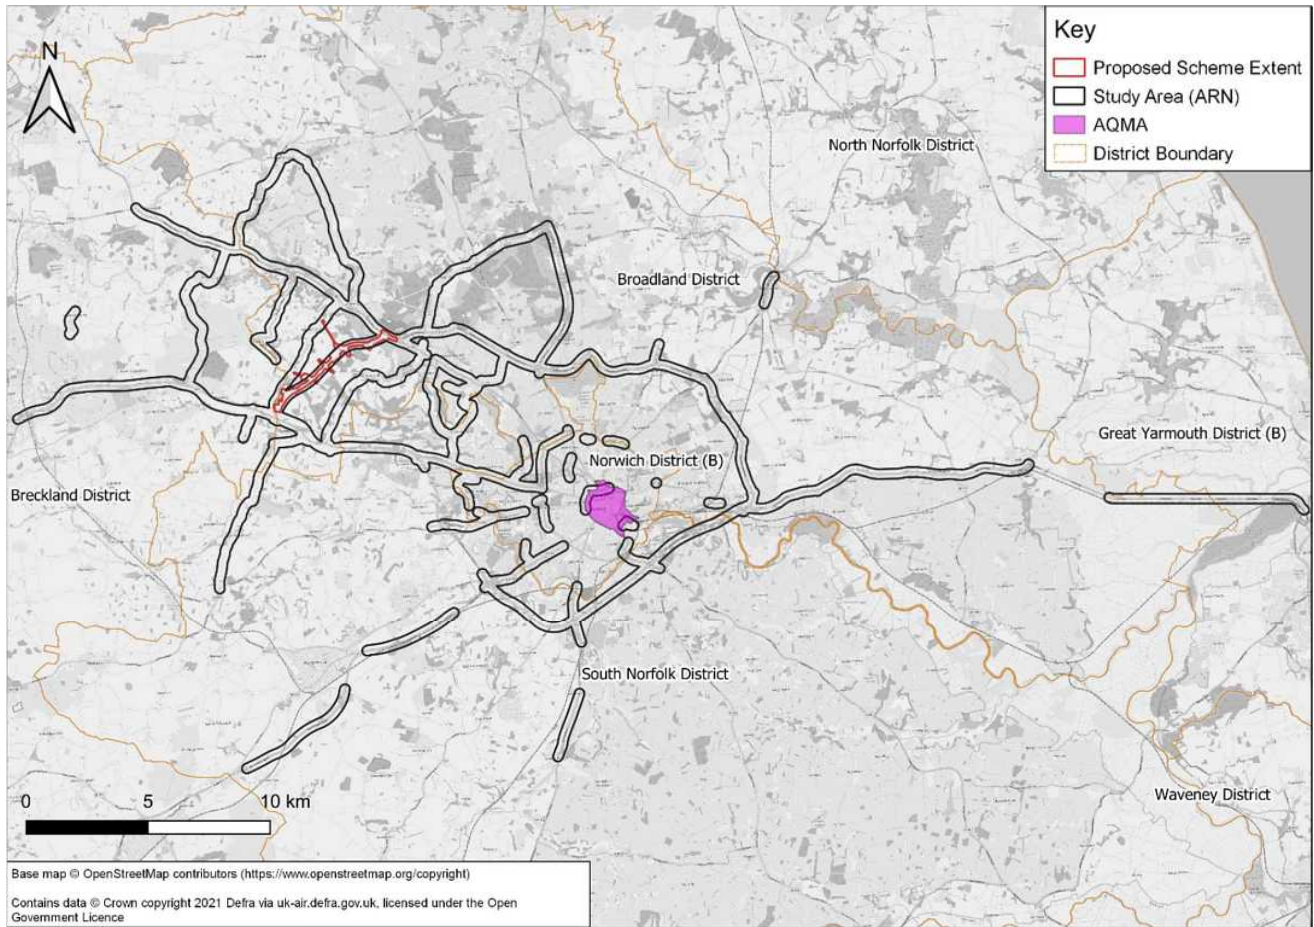 Key
Proposed Scheme Extent
Study Area (ARN)
AQMA
District Boundary
N
North Norfolk District
Broadland District
Great Yarmouth District (B)
Norwich District (B)
Breckland District
South Norfolk District
Waveney District
0 5 10 km
Base map © OpenStreetMap contributors (https://www.openstreetmap.org/copyright)
Contains data © Crown copyright 2021 Defra via uk-air.defra.gov.uk, licensed under the Open
Government Licence